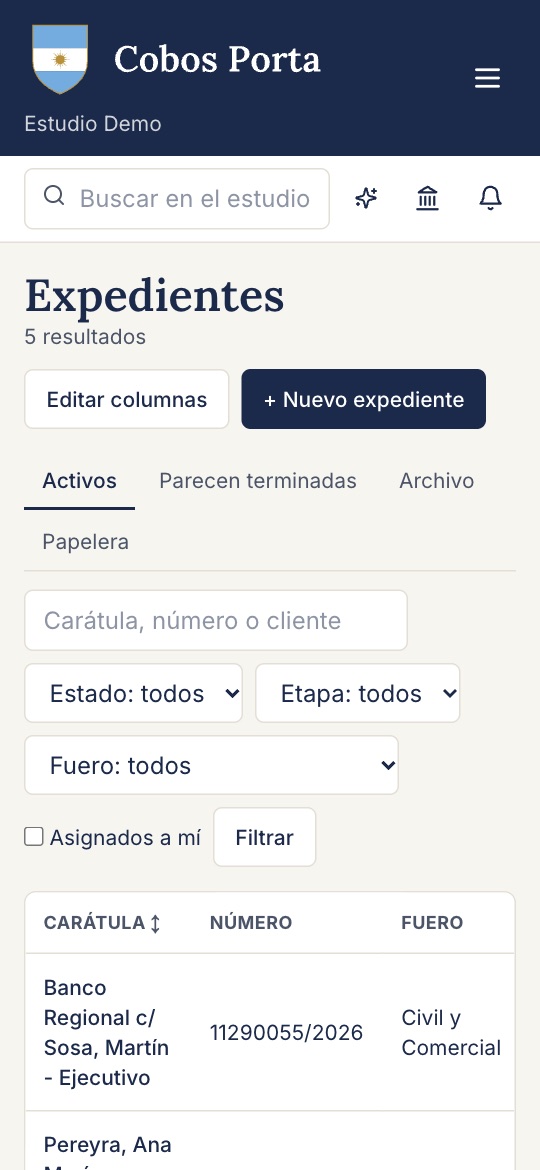 Cobos Porta
Estudio Demo
Buscar en el estudio
Expedientes
5 resultados
Editar columnas
+ Nuevo expediente
Activos
Parecen terminadas
Archivo
Papelera
Carátula, número o cliente
Estado: todos
Etapa: todos
Fuero: todos
Asignados a mí
Filtrar
CARÁTULA
NÚMERO
FUERO
Banco
Regional c/
Sosa, Martín
- Ejecutivo
11290055/2026
Civil y
Comercial
Pereyra, Ana